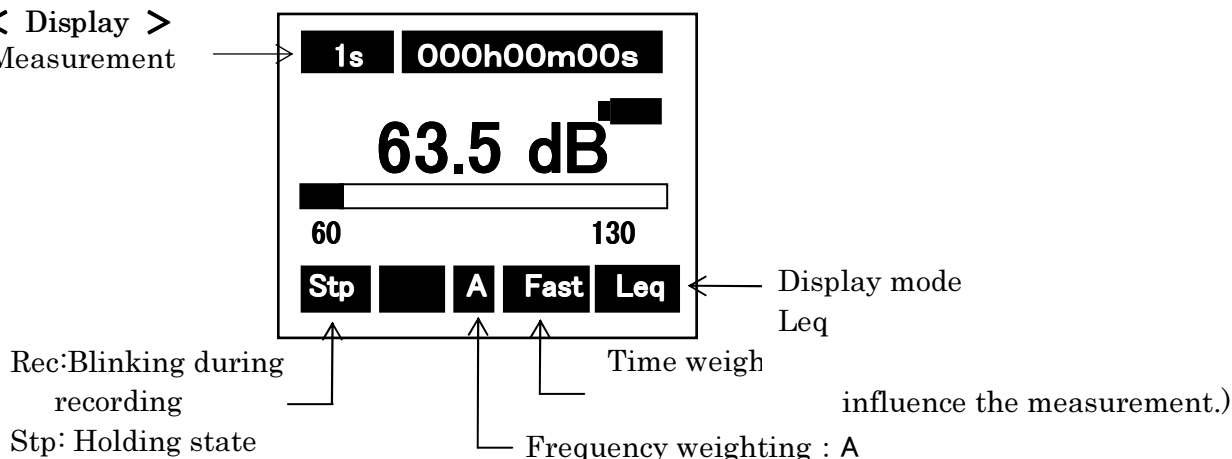 < Display >
Measurement
1s 000h00m00s
63.5 dB
60 130
Stp A Fast Leq
Display mode
Leq
Rec:Blinking during
recording
Stp: Holding state
Time weigh
influence the measurement.)
Frequency weighting : A